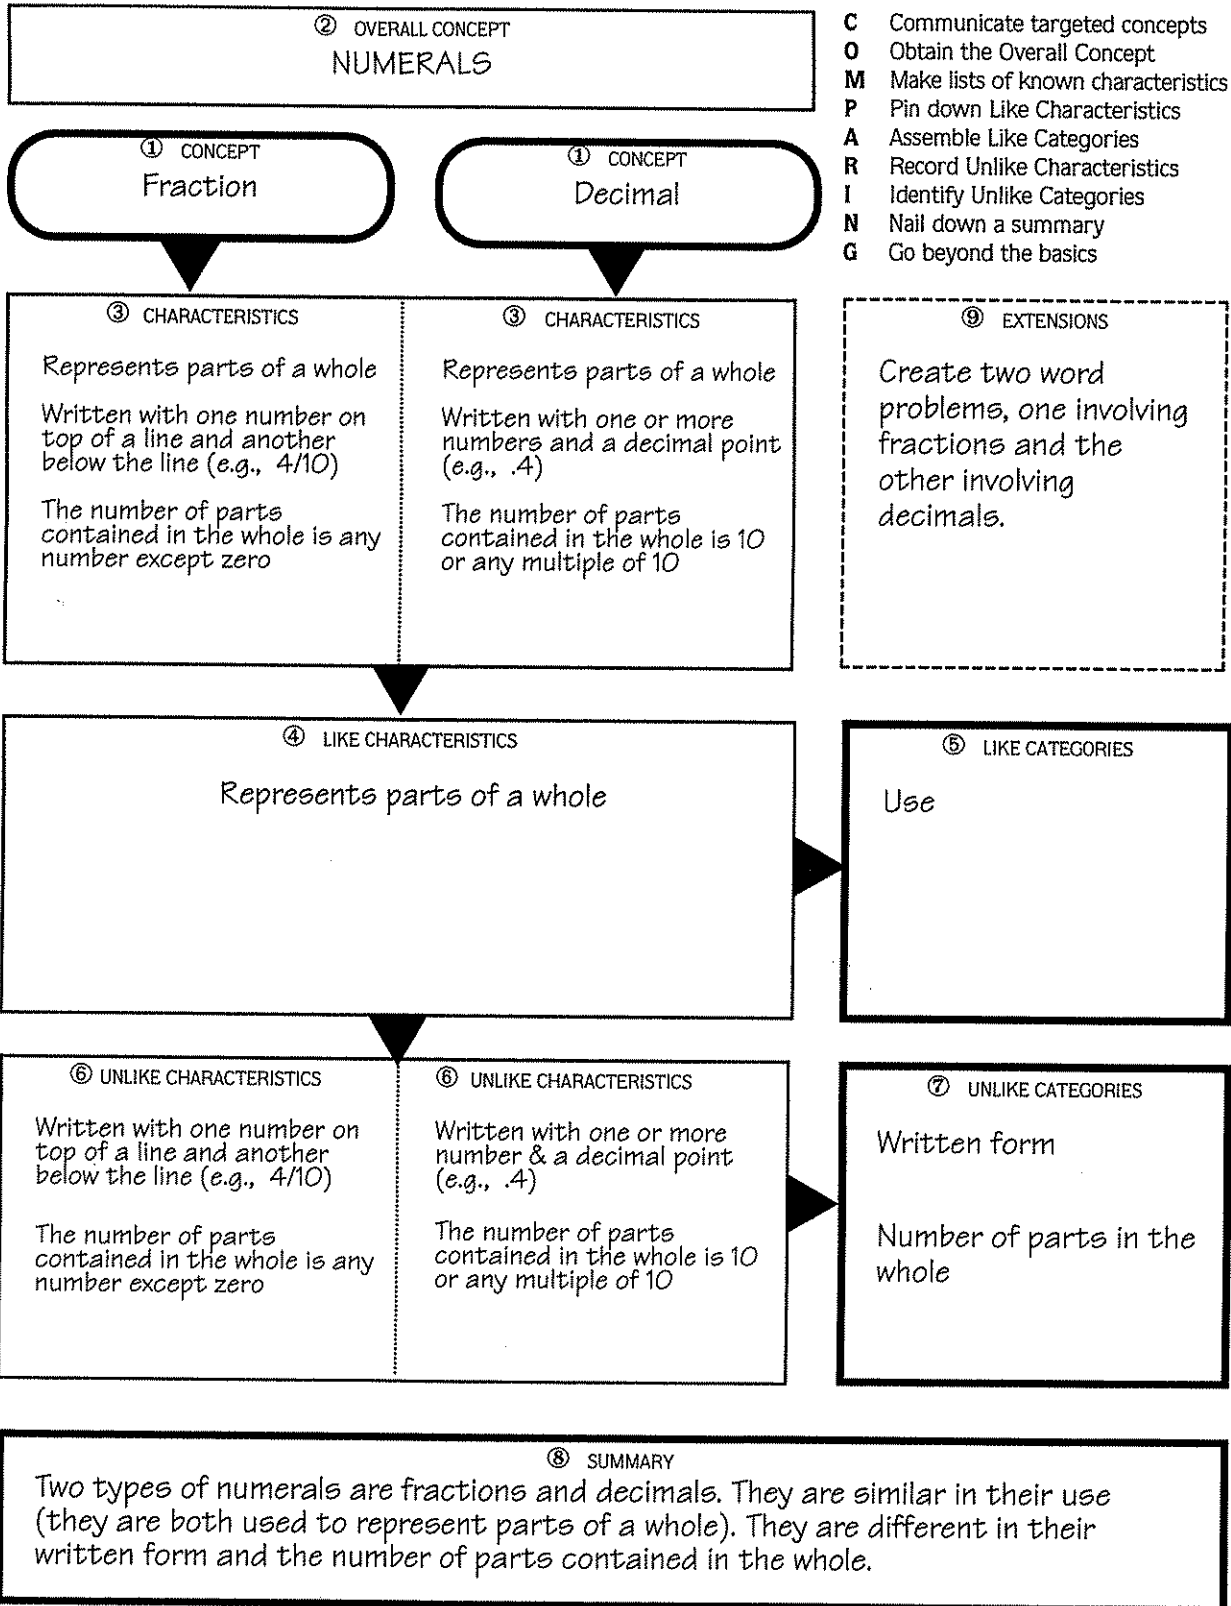 ② OVERALL CONCEPT
NUMERALS
C Communicate targeted concepts
O Obtain the Overall Concept
M Make lists of known characteristics
P Pin down Like Characteristics
A Assemble Like Categories
R Record Unlike Characteristics
I Identify Unlike Categories
N Nail down a summary
G Go beyond the basics
① CONCEPT
Fraction
① CONCEPT
Decimal
③ CHARACTERISTICS
Represents parts of a whole
Written with one number on
top of a line and another
below the line (e.g., 4/10)
The number of parts
contained in the whole is any
number except zero
③ CHARACTERISTICS
Represents parts of a whole
Written with one or more
numbers and a decimal point
(e.g., .4)
The number of parts
contained in the whole is 10
or any multiple of 10
⑨ EXTENSIONS
Create two word
problems, one involving
fractions and the
other involving
decimals.
④ LIKE CHARACTERISTICS
Represents parts of a whole
⑤ LIKE CATEGORIES
Use
⑥ UNLIKE CHARACTERISTICS
Written with one number on
top of a line and another
below the line (e.g., 4/10)
The number of parts
contained in the whole is any
number except zero
⑥ UNLIKE CHARACTERISTICS
Written with one or more
number & a decimal point
(e.g., .4)
The number of parts
contained in the whole is 10
or any multiple of 10
⑦ UNLIKE CATEGORIES
Written form
Number of parts in the
whole
⑧ SUMMARY
Two types of numerals are fractions and decimals. They are similar in their use
(they are both used to represent parts of a whole). They are different in their
written form and the number of parts contained in the whole.